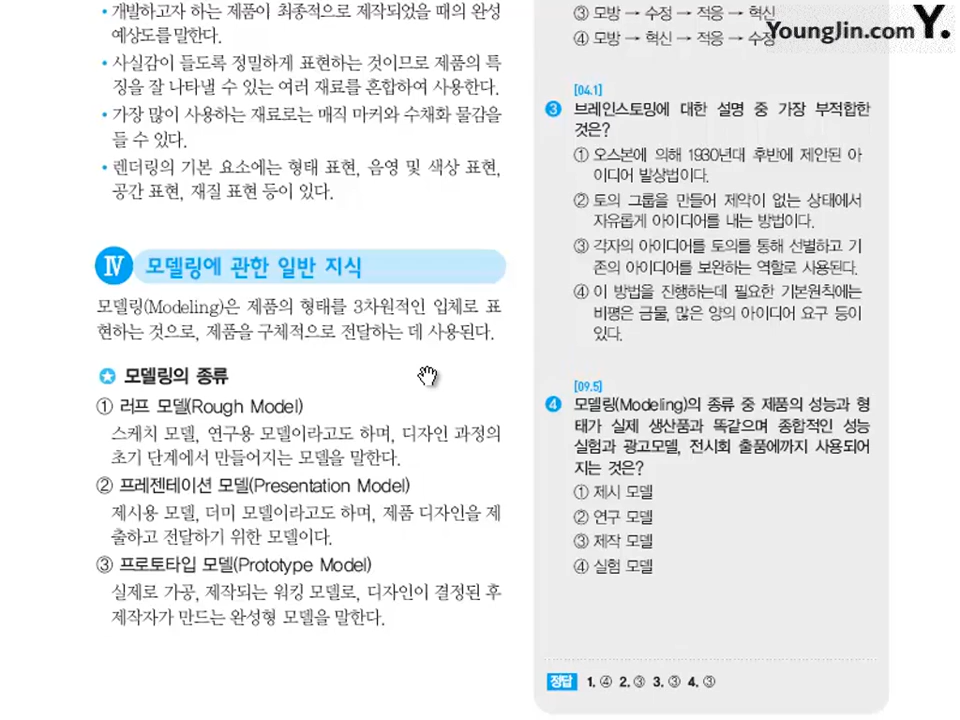 • 개발하고자 하는 제품이 최종적으로 제작되었을 때의 완성
예상도를 말한다.
• 사실감이 들도록 정밀하게 표현하는 것이므로 제품의 특
징을 잘 나타낼 수 있는 여러 재료를 혼합하여 사용한다.
• 가장 많이 사용하는 재료로는 매직 마커와 수채화 물감을
들 수 있다.
• 렌더링의 기본 요소에는 형태 표현, 음영 및 색상 표현,
공간 표현, 재질 표현 등이 있다.
Ⅳ 모델링에 관한 일반 지식
모델링(Modeling)은 제품의 형태를 3차원적인 입체로 표
현하는 것으로, 제품을 구체적으로 전달하는 데 사용된다.
모델링의 종류
① 러프 모델(Rough Model)
스케치 모델, 연구용 모델이라고도 하며, 디자인 과정의
초기 단계에서 만들어지는 모델을 말한다.
② 프레젠테이션 모델(Presentation Model)
제시용 모델, 더미 모델이라고도 하며, 제품 디자인을 제
출하고 전달하기 위한 모델이다.
③ 프로토타입 모델(Prototype Model)
실제로 가공, 제작되는 워킹 모델로, 디자인이 결정된 후
제작자가 만드는 완성형 모델을 말한다.
③ 모방 → 수정 → 적응 → 혁신
④ 모방 → 혁신 → 적응 → 수정
YoungJin.com Y.
[04.1]
3 브레인스토밍에 대한 설명 중 가장 부적합한
것은?
① 오스본에 의해 1930년대 후반에 제안된 아
이디어 발상법이다.
② 토의 그룹을 만들어 제약이 없는 상태에서
자유롭게 아이디어를 내는 방법이다.
③ 각자의 아이디어를 토의를 통해 선별하고 기
존의 아이디어를 보완하는 역할로 사용된다.
④ 이 방법을 진행하는데 필요한 기본원칙에는
비평은 금물, 많은 양의 아이디어 요구 등이
있다.
[09.5]
4 모델링(Modeling)의 종류 중 제품의 성능과 형
태가 실제 생산품과 똑같으며 종합적인 성능
실험과 광고모델, 전시회 출품에까지 사용되어
지는 것은?
① 제시 모델
② 연구 모델
③ 제작 모델
④ 실험 모델
정답 1. ④ 2. ③ 3. ③ 4. ③